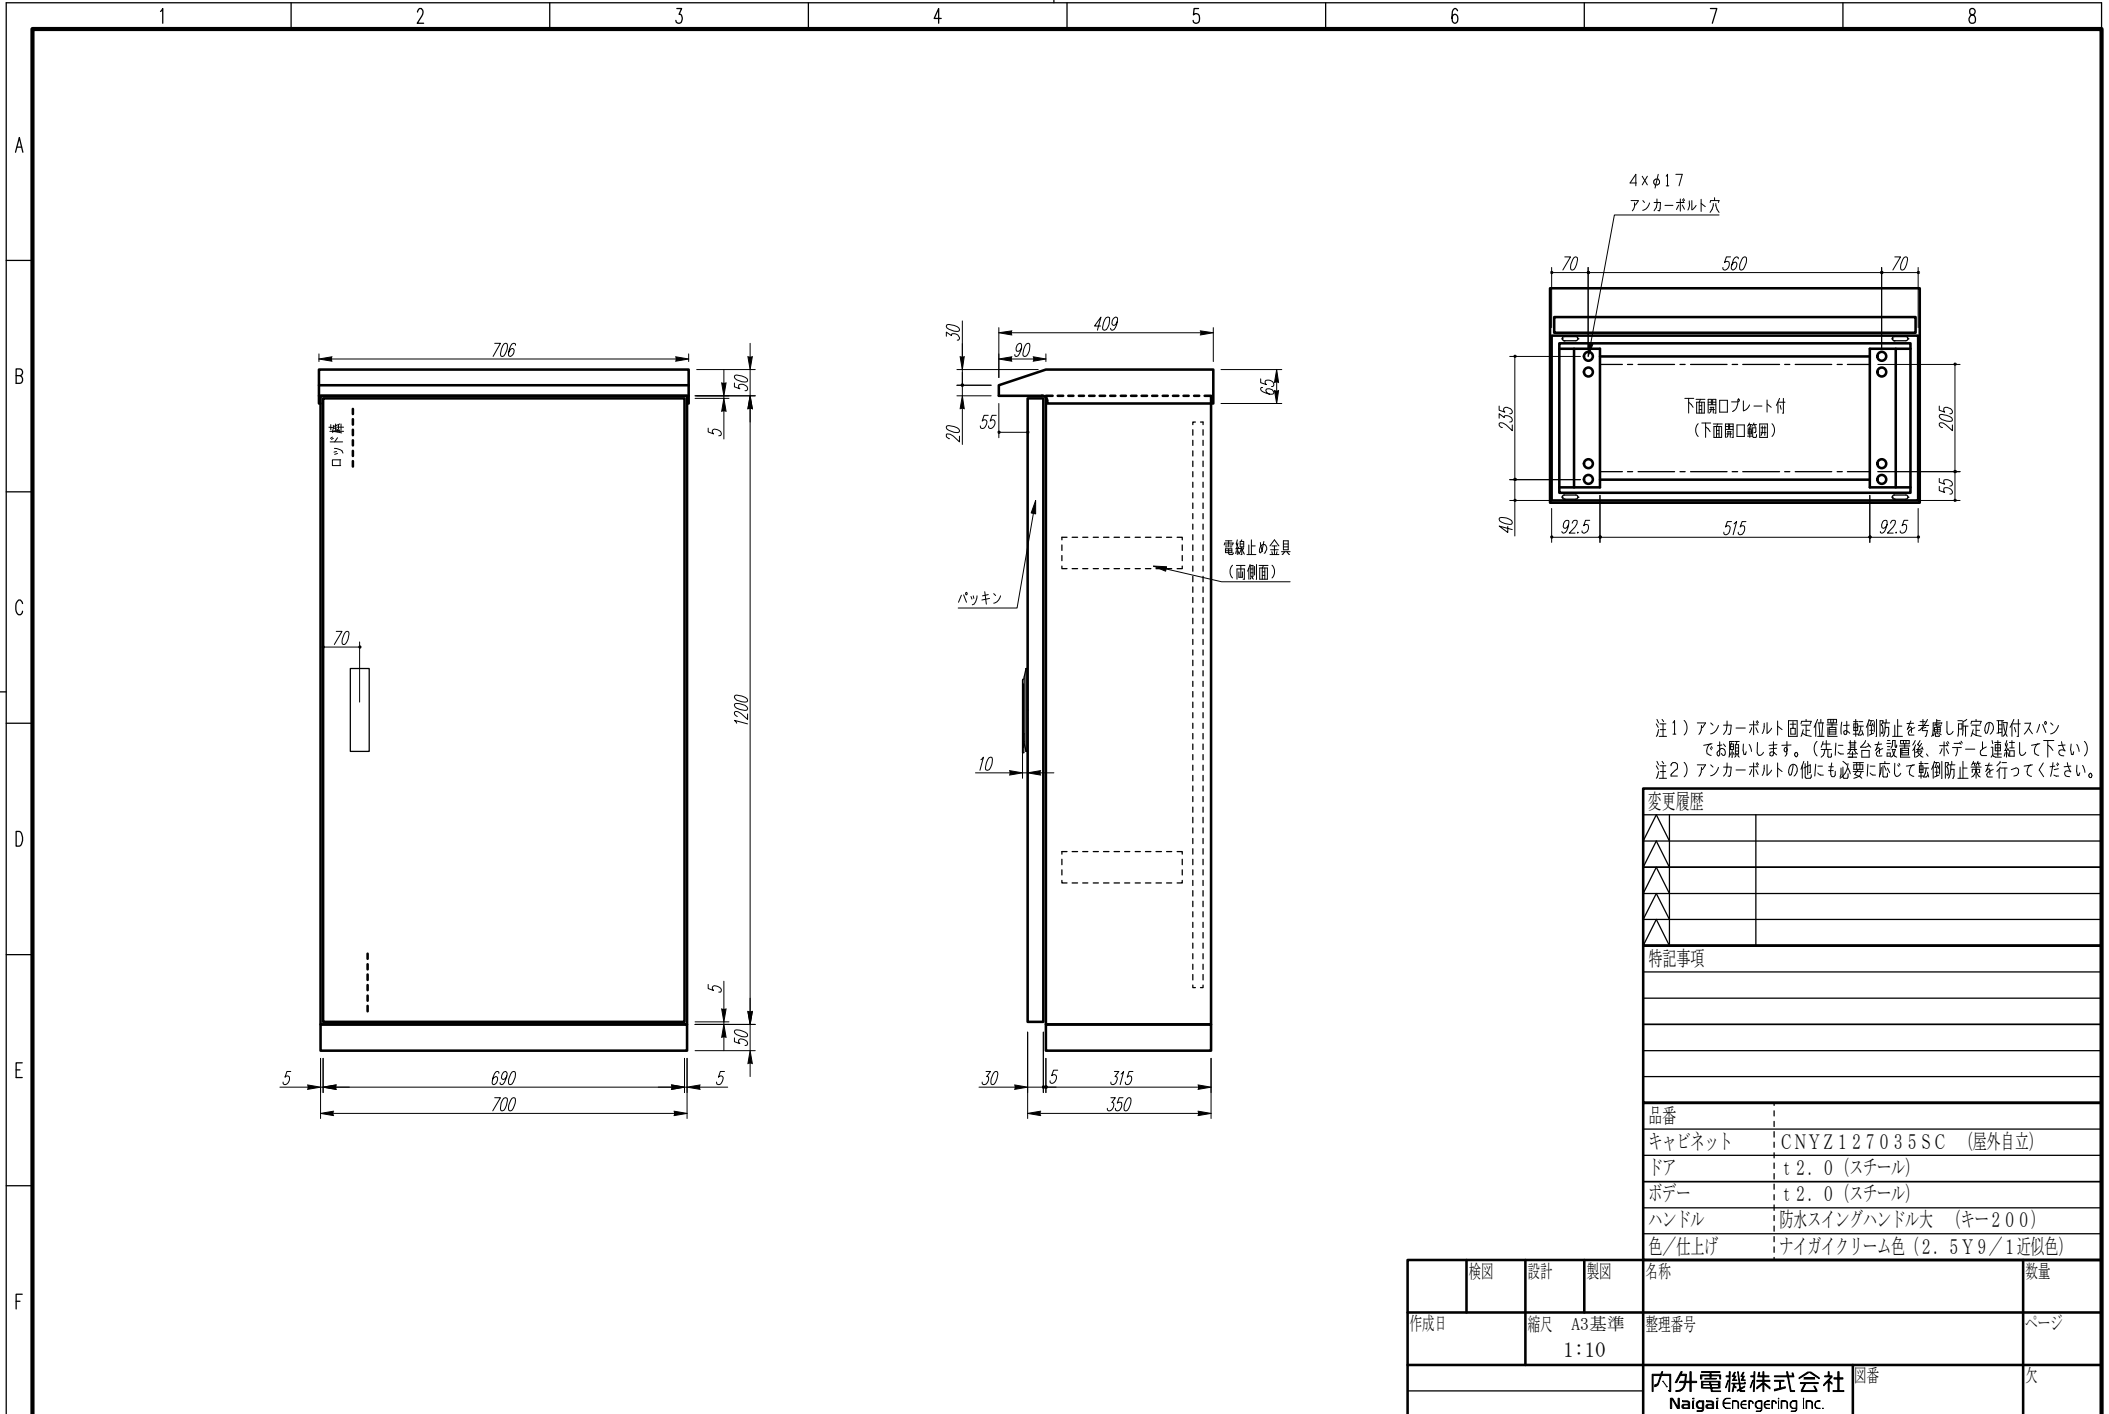 1 2 3 4 5 6 7 8
A
B
C
D
E
F
706
50
5
ロッド棒
70
1200
5
50
5 690 5
700
409
30
90
65
20
55
電線止め金具
（両側面）
パッキン
10
30 5 315
350
4×φ17
アンカーボルト穴
70 560 70
235
205
下面開口プレート付
（下面開口範囲）
40
55
92.5 515 92.5
注１）アンカーボルト固定位置は転倒防止を考慮し所定の取付スパン
でお願いします。（先に基台を設置後、ボデーと連結して下さい）
注２）アンカーボルトの他にも必要に応じて転倒防止策を行ってください。
変更履歴
特記事項
品番
キャビネット ＣＮＹＺ１２７０３５ＳＣ （屋外自立）
ドア ｔ２．０（スチール）
ボデー ｔ２．０（スチール）
ハンドル 防水スイングハンドル大 （キー２００）
色／仕上げ ナイガイクリーム色（２．５Ｙ９／１近似色）
検図 設計 製図 名称 数量
作成日 縮尺 A3基準 整理番号 ページ
1:10
内外電機株式会社 図番 欠
Naigai Energering Inc.